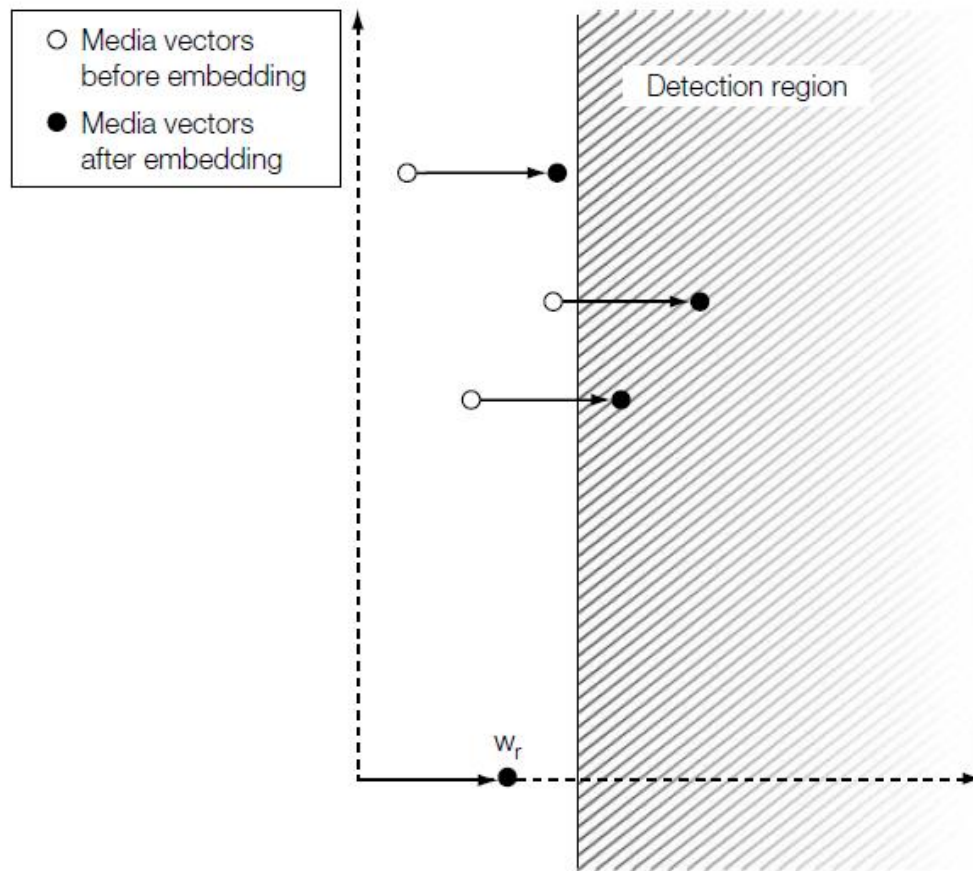 Media vectors
before embedding
Media vectors
after embedding
Detection region
wr